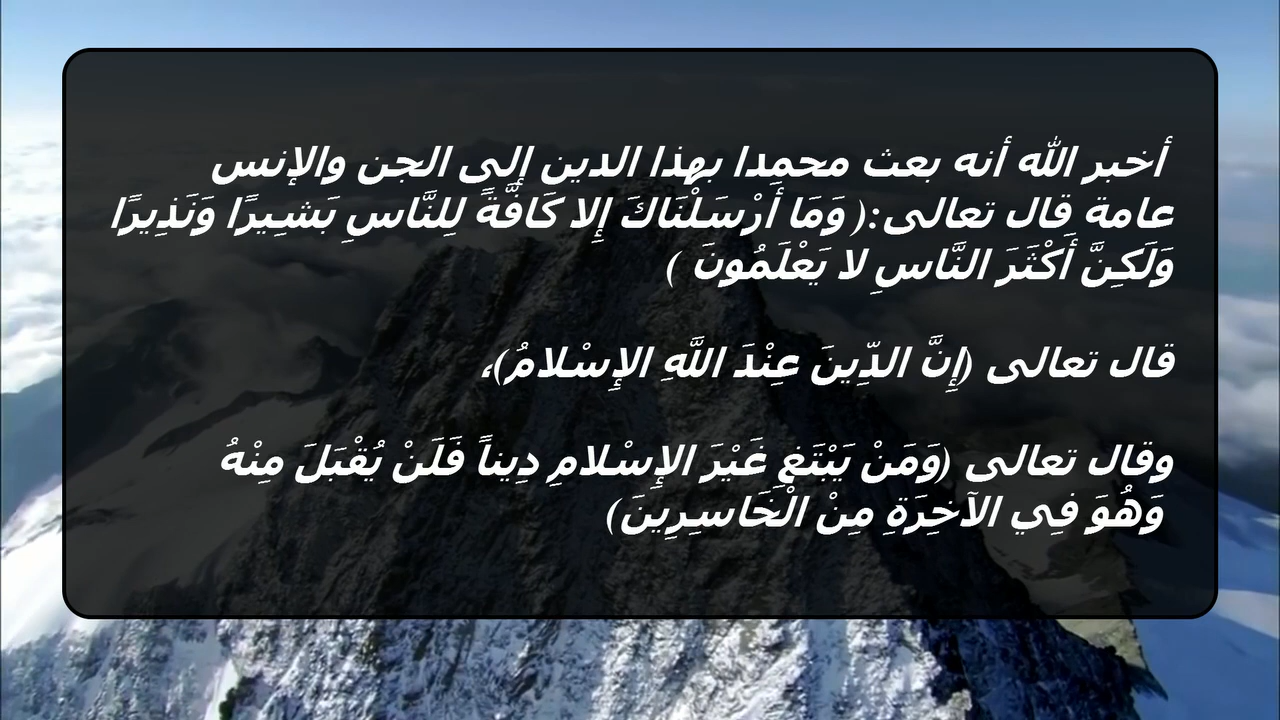 أخبر الله أنه بعث محمدا بهذا الدين إلى الجن والإنس
عامة قال تعالى:( وَمَا أَرْسَلْنَاكَ إِلا كَافَّةً لِلنَّاسِ بَشِيرًا وَنَذِيرًا
وَلَكِنَّ أَكْثَرَ النَّاسِ لا يَعْلَمُونَ )
قال تعالى (إِنَّ الدِّينَ عِنْدَ اللَّهِ الإِسْلامُ)،
وقال تعالى (وَمَنْ يَبْتَغِ غَيْرَ الإِسْلامِ دِيناً فَلَنْ يُقْبَلَ مِنْهُ
وَهُوَ فِي الآخِرَةِ مِنْ الْخَاسِرِينَ)